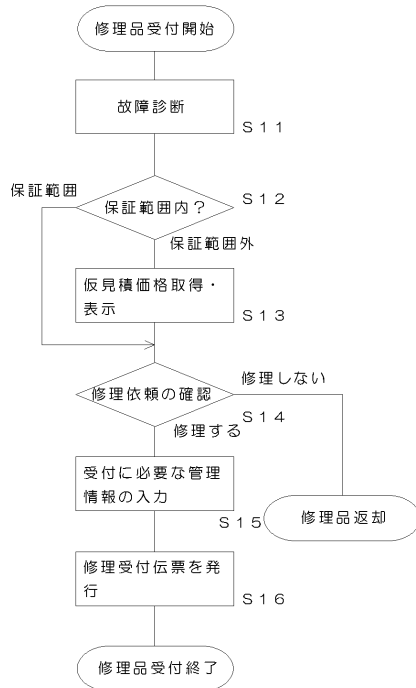 修理品受付開始
故障診断
S11
保証範囲
S12
保証範囲内?
保証範囲外
仮見積価格取得・
表示
S13
修理しない
修理依頼の確認
S14
修理する
受付に必要な管理
情報の入力
S15
修理品返却
修理受付伝票を発
行
S16
修理品受付終了